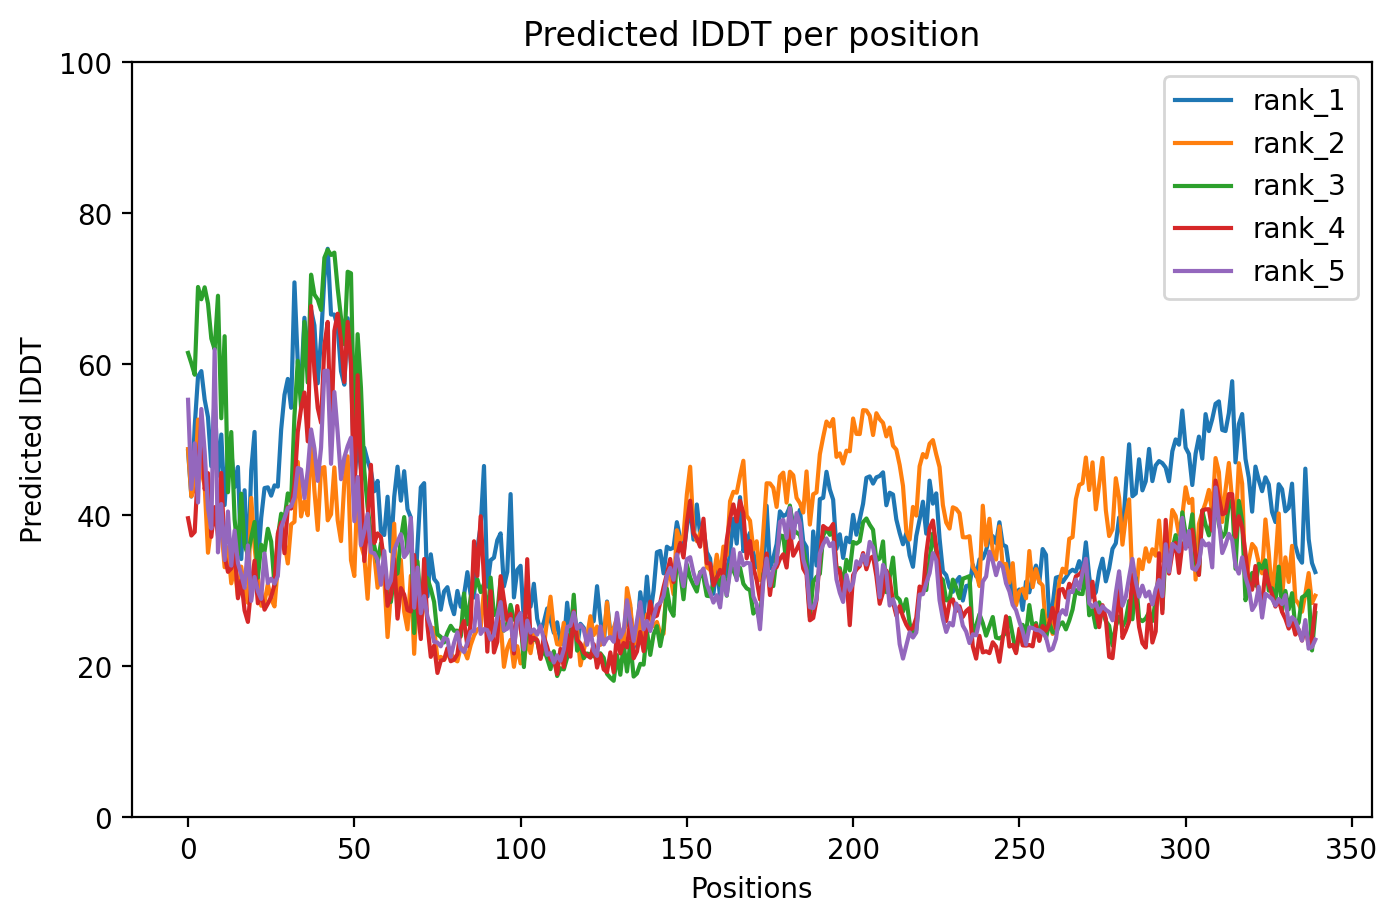 Predicted lDDT per position
100
80
60
40
20
0
Predicted lDDT
0 50 100 150 200 250 300 350
Positions
rank_1
rank_2
rank_3
rank_4
rank_5